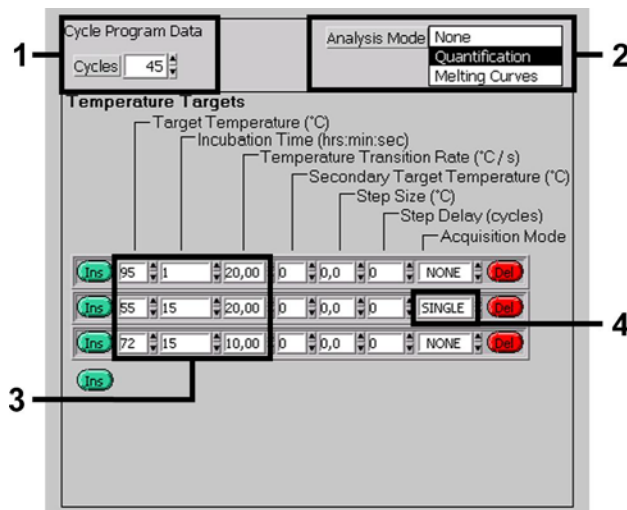 Cycle Program Data
Cycles 45
1
Analysis Mode None
Quantification
Melting Curves
2
Temperature Targets
Target Temperature (°C)
Incubation Time (hrs:min:sec)
Temperature Transition Rate (°C / s)
Secondary Target Temperature (°C)
Step Size (°C)
Step Delay (cycles)
Acquisition Mode
Ins 95 1 20,00 0 0,0 0 NONE Del
Ins 55 15 20,00 0 0,0 0 SINGLE Del
Ins 72 15 10,00 0 0,0 0 NONE Del
4
Ins
3